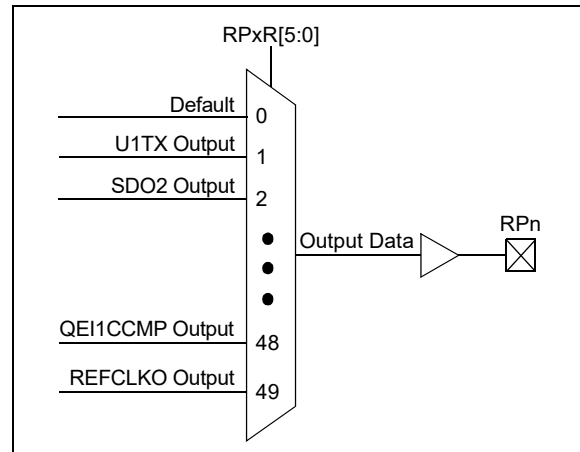 RPxR[5:0]
Default
0
U1TX Output
1
SDO2 Output
2
Output Data
RPn
QEI1CCMP Output
48
REFCLKO Output
49